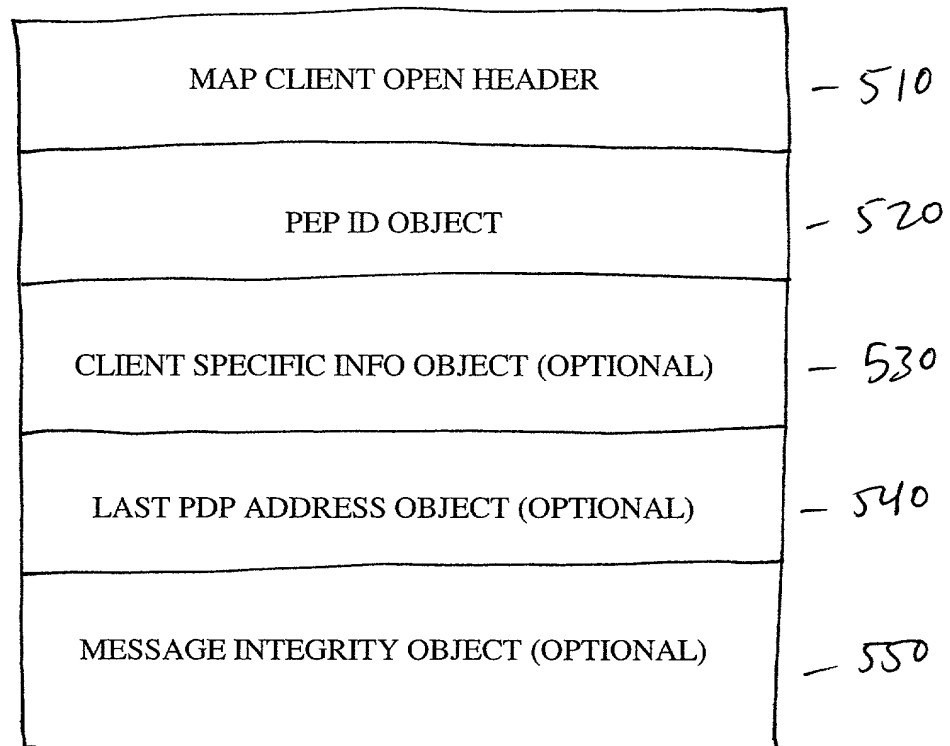 MAP CLIENT OPEN HEADER - 510
PEP ID OBJECT - 520
CLIENT SPECIFIC INFO OBJECT (OPTIONAL) - 530
LAST PDP ADDRESS OBJECT (OPTIONAL) - 540
MESSAGE INTEGRITY OBJECT (OPTIONAL) - 550